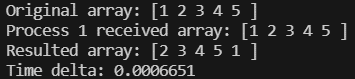 Original array: [1 2 3 4 5 ]
Process 1 received array: [1 2 3 4 5 ]
Resulted array: [2 3 4 5 1 ]
Time delta: 0.0006651